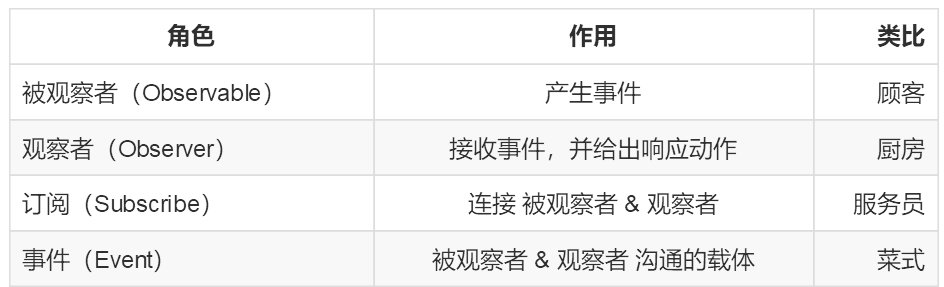 角色 作用 类比
被观察者（Observable） 产生事件 顾客
观察者（Observer） 接收事件，并给出响应动作 厨房
订阅（Subscribe） 连接 被观察者 & 观察者 服务员
事件（Event） 被观察者 & 观察者 沟通的载体 菜式